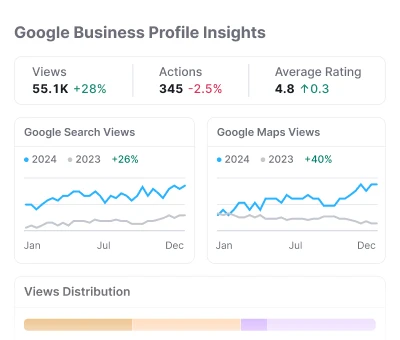 Google Business Profile Insights
Views
55.1K +28%
Actions
345 -2.5%
Average Rating
4.8 ↑0.3
Google Search Views
2024 2023 +26%
Jan Jul Dec
Google Maps Views
2024 2023 +40%
Jan Jul Dec
Views Distribution